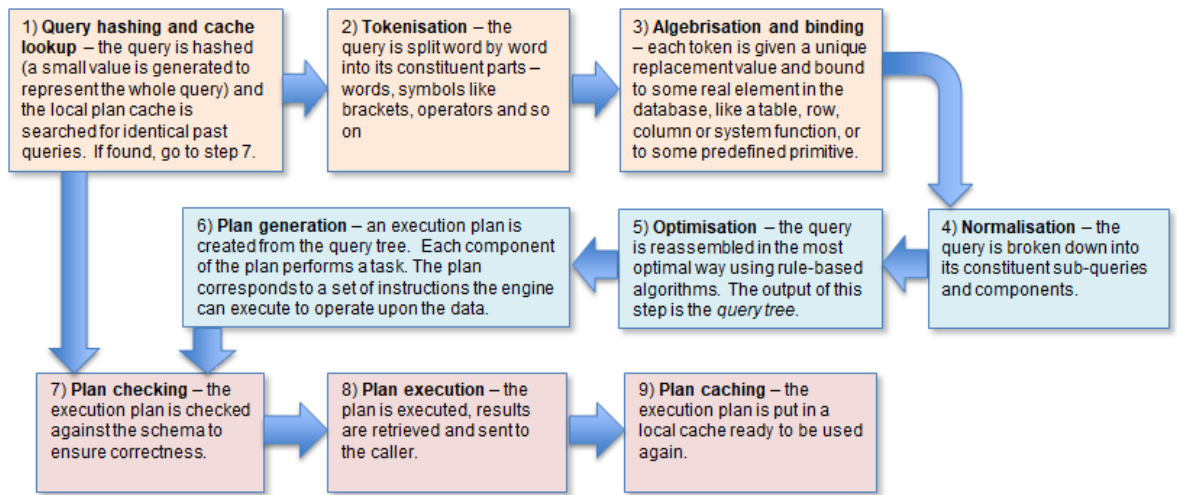 1) Query hashing and cache
lookup – the query is hashed
(a small value is generated to
represent the whole query) and
the local plan cache is
searched for identical past
queries. If found, go to step 7.
2) Tokenisation – the
query is split word by word
into its constituent parts –
words, symbols like
brackets, operators and so
on
3) Algebrisation and binding
– each token is given a unique
replacement value and bound
to some real element in the
database, like a table, row,
column or system function, or
to some predefined primitive.
4) Normalisation – the
query is broken down into
its constituent sub-queries
and components.
5) Optimisation – the query
is reassembled in the most
optimal way using rule-based
algorithms. The output of this
step is the query tree.
6) Plan generation – an execution plan is
created from the query tree. Each component
of the plan performs a task. The plan
corresponds to a set of instructions the engine
can execute to operate upon the data.
7) Plan checking – the
execution plan is checked
against the schema to
ensure correctness.
8) Plan execution – the
plan is executed, results
are retrieved and sent to
the caller.
9) Plan caching – the
execution plan is put in a
local cache ready to be used
again.